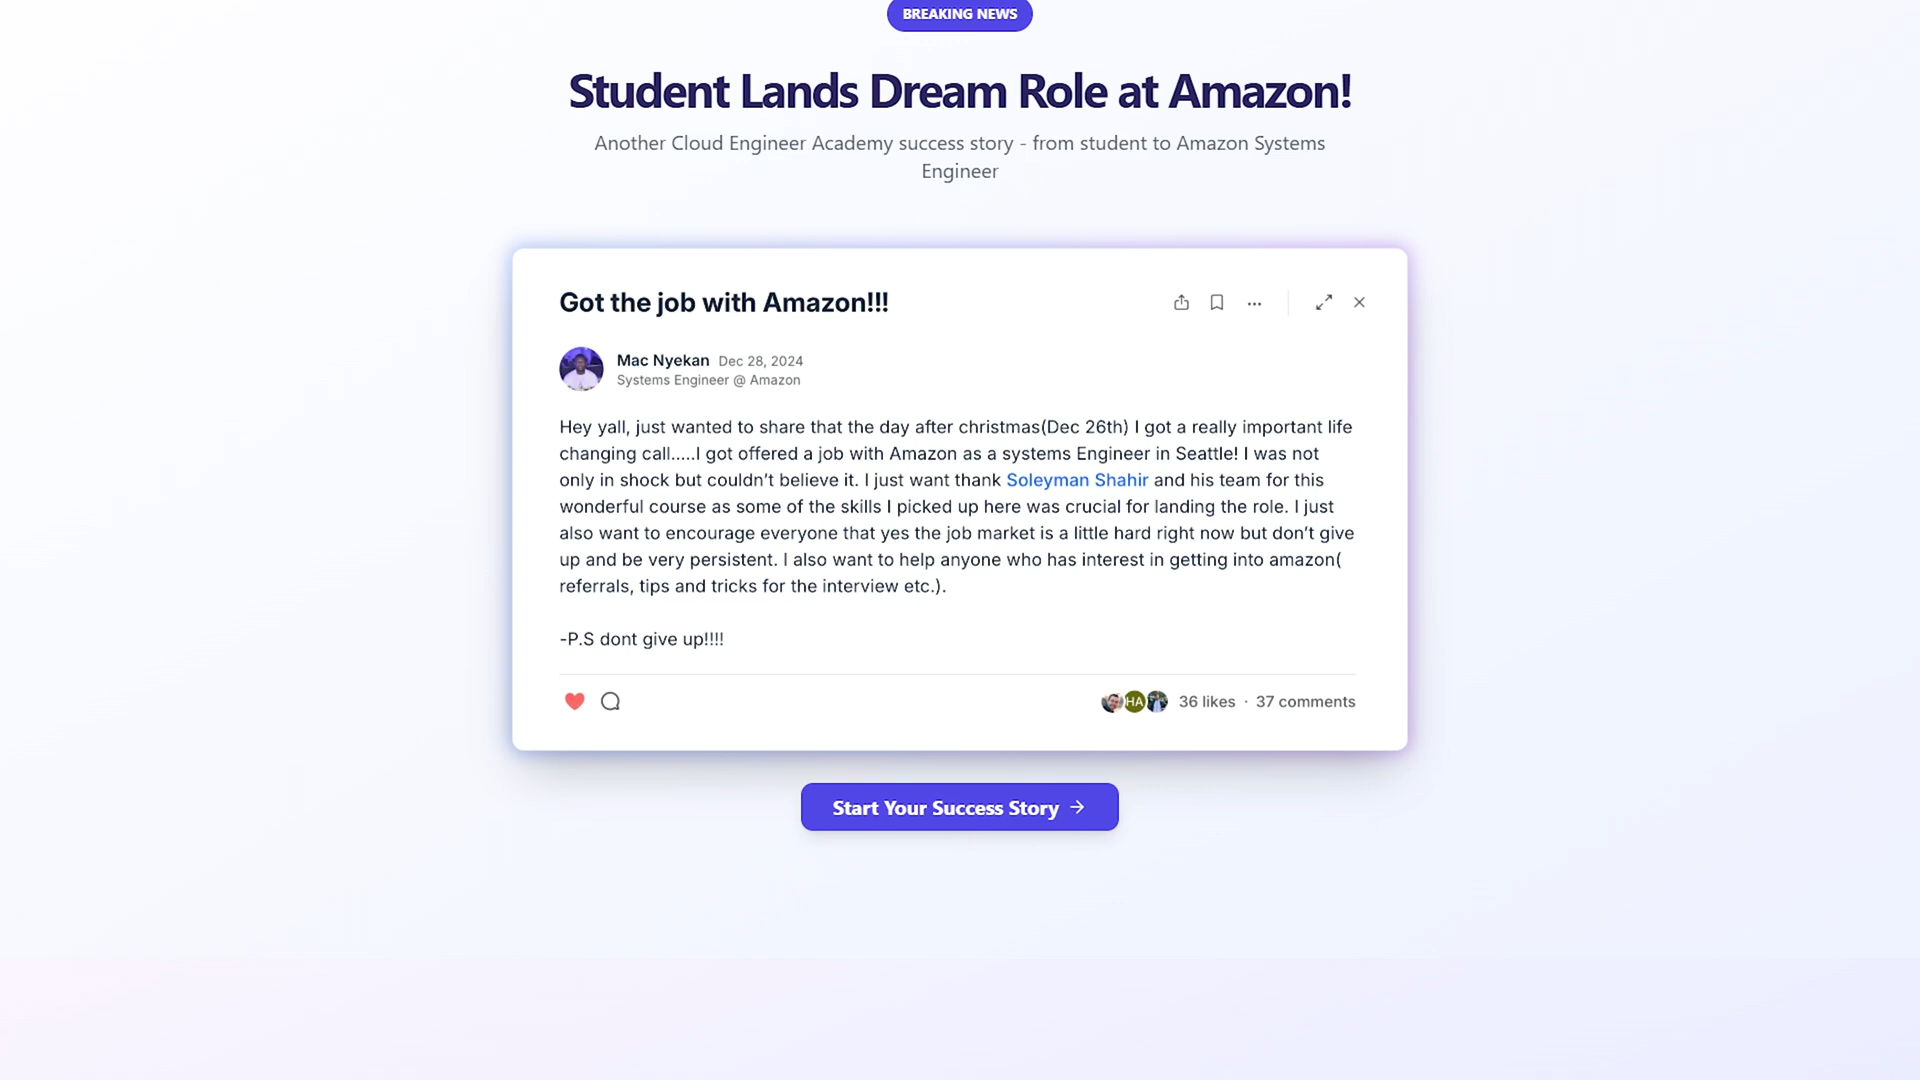 BREAKING NEWS
Student Lands Dream Role at Amazon!
Another Cloud Engineer Academy success story - from student to Amazon Systems
Engineer
Got the job with Amazon!!!
Mac Nyekan Dec 28, 2024
Systems Engineer @ Amazon
Hey yall, just wanted to share that the day after christmas(Dec 26th) I got a really important life
changing call.....I got offered a job with Amazon as a systems Engineer in Seattle! I was not
only in shock but couldn’t believe it. I just want thank Soleyman Shahir and his team for this
wonderful course as some of the skills I picked up here was crucial for landing the role. I just
also want to encourage everyone that yes the job market is a little hard right now but don’t give
up and be very persistent. I also want to help anyone who has interest in getting into amazon(
referrals, tips and tricks for the interview etc.).
-P.S dont give up!!!!
HA 36 likes · 37 comments
Start Your Success Story →